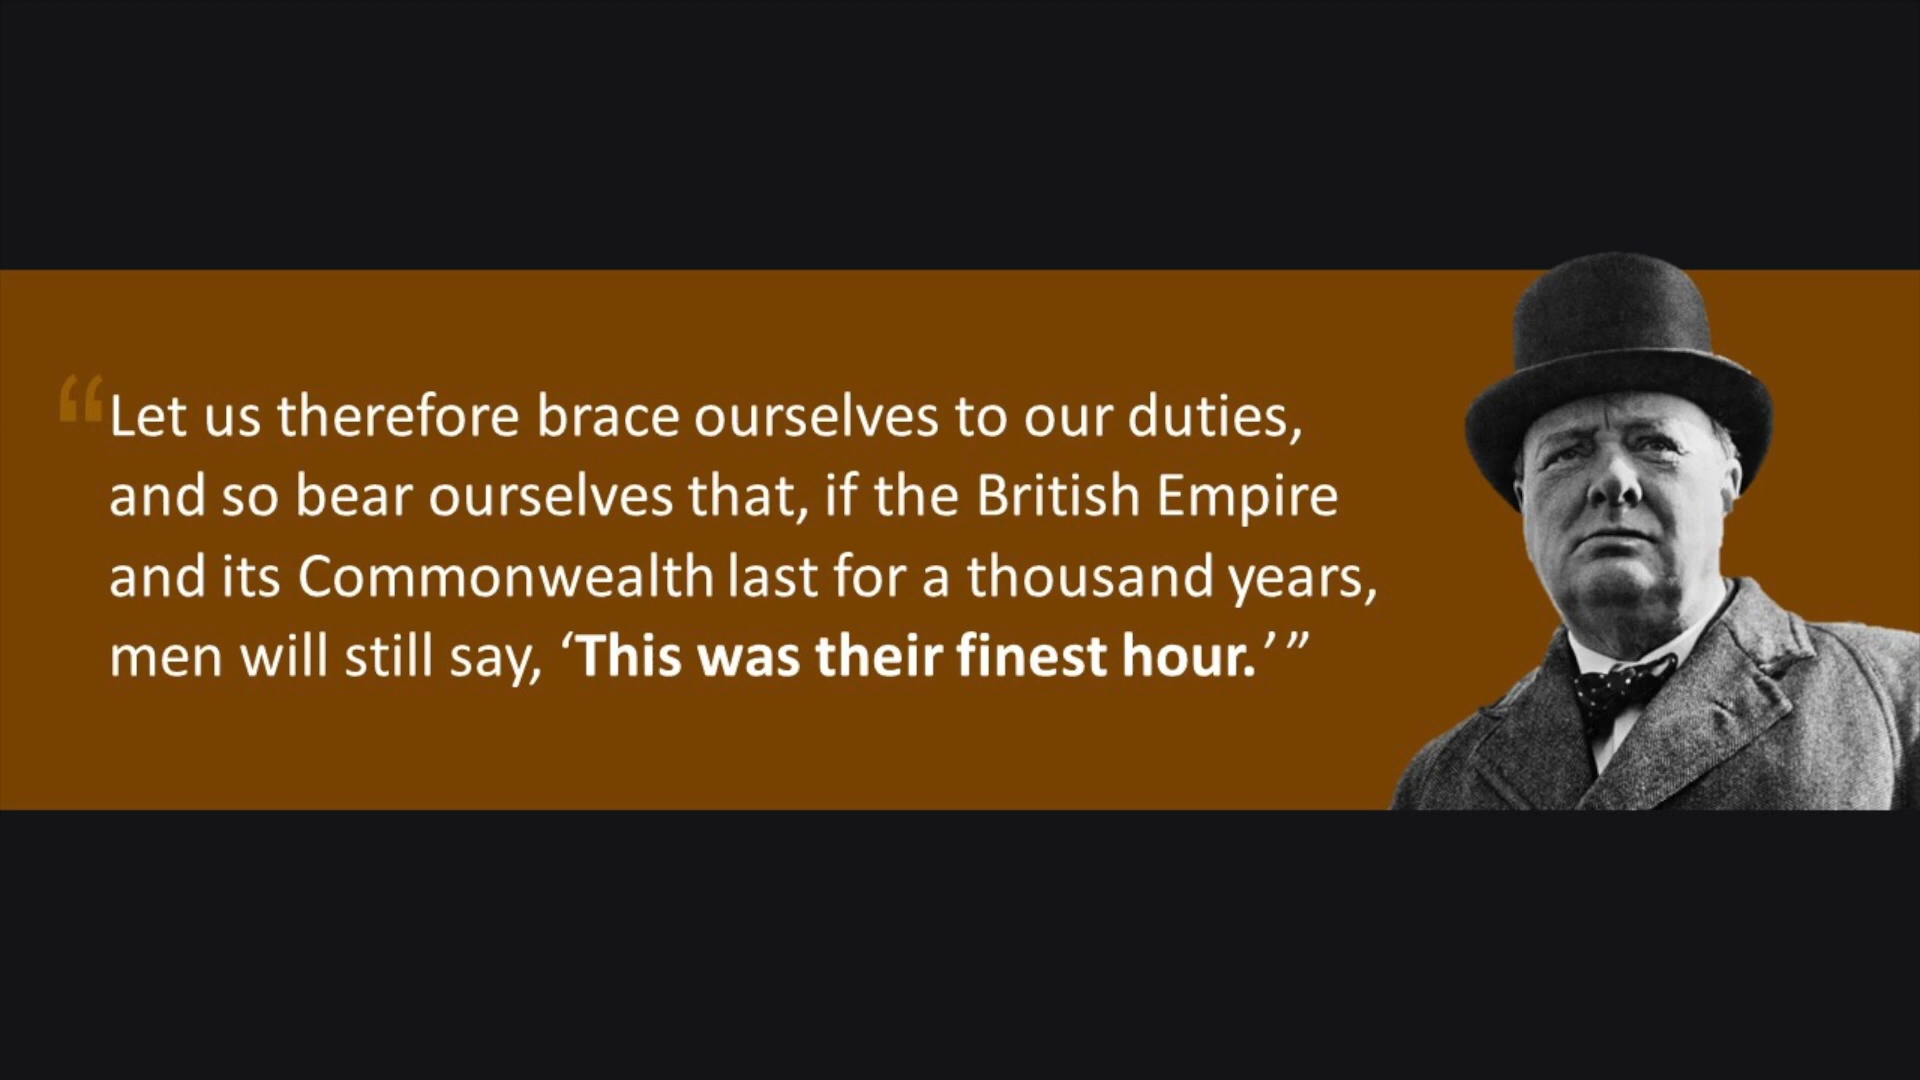 “Let us therefore brace ourselves to our duties,
and so bear ourselves that, if the British Empire
and its Commonwealth last for a thousand years,
men will still say, ‘This was their finest hour.’ ”